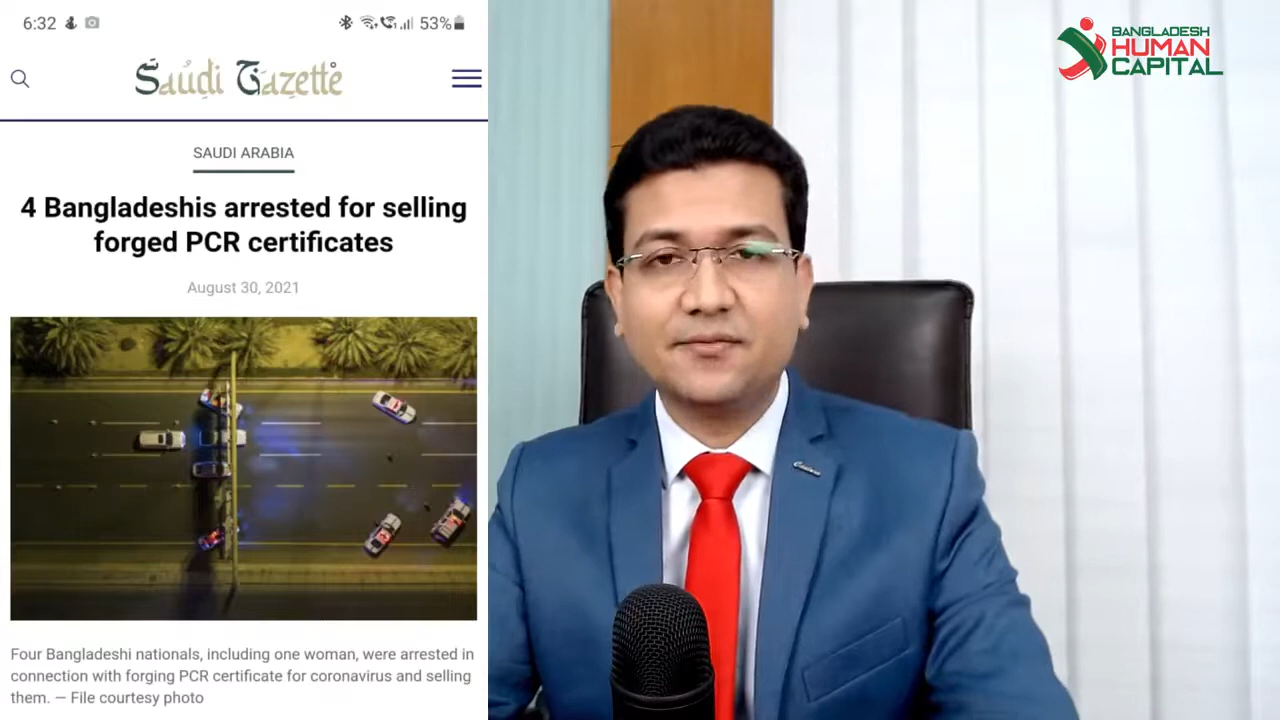 6:32
53%
Saudi Gazette
SAUDI ARABIA
4 Bangladeshis arrested for selling
forged PCR certificates
August 30, 2021
Four Bangladeshi nationals, including one woman, were arrested in
connection with forging PCR certificate for coronavirus and selling
them. — File courtesy photo
BANGLADESH
HUMAN
CAPITAL